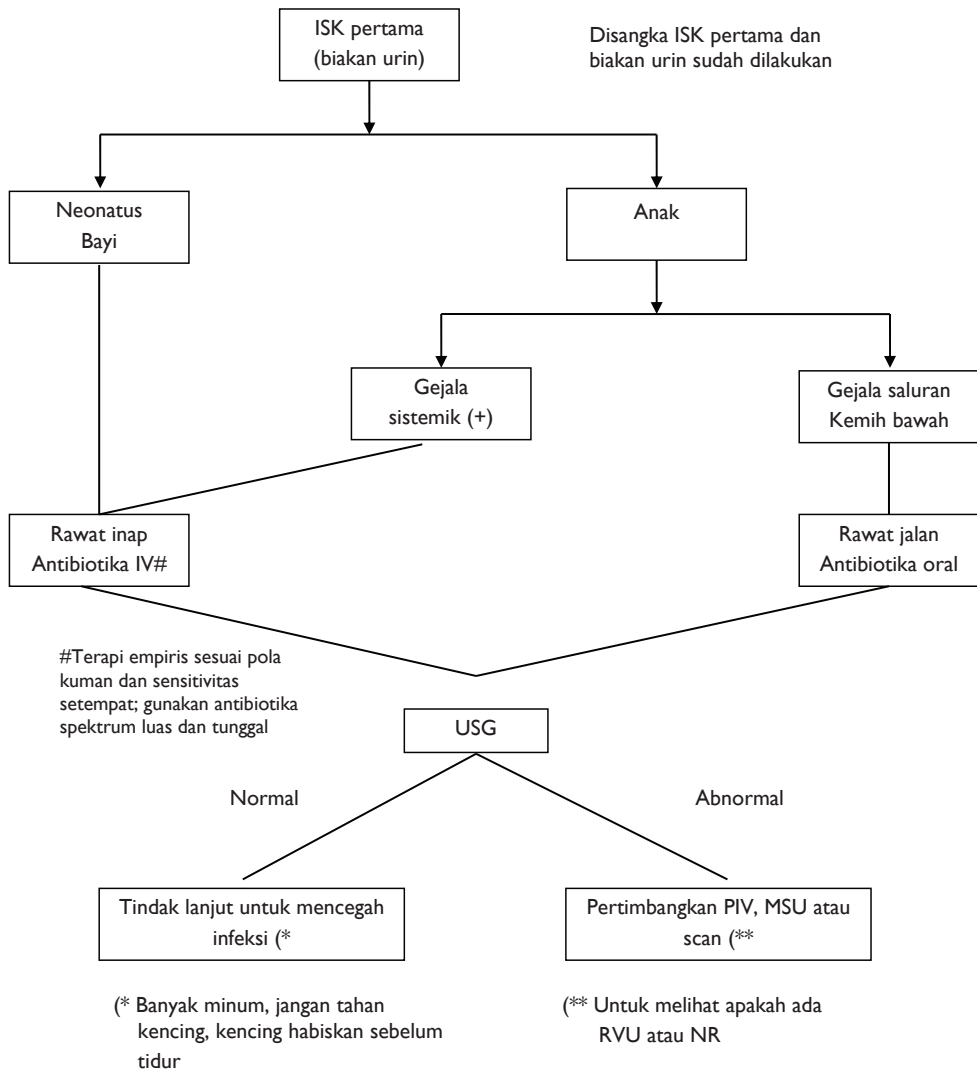 ISK pertama
(biakan urin)
Disangka ISK pertama dan
biakan urin sudah dilakukan
Neonatus
Bayi
Anak
Gejala
sistemik (+)
Gejala saluran
Kemih bawah
Rawat inap
Antibiotika IV#
Rawat jalan
Antibiotika oral
#Terapi empiris sesuai pola
kuman dan sensitivitas
setempat; gunakan antibiotika
spektrum luas dan tunggal
USG
Normal
Abnormal
Tindak lanjut untuk mencegah
infeksi (*
Pertimbangkan PIV, MSU atau
scan (**
(* Banyak minum, jangan tahan
kencing, kencing habiskan sebelum
tidur
(** Untuk melihat apakah ada
RVU atau NR